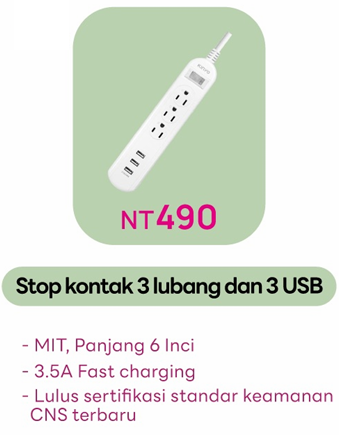 NT490
Stop kontak 3 lubang dan 3 USB
- MIT, Panjang 6 Inci
- 3.5A Fast charging
- Lulus sertifikasi standar keamanan
CNS terbaru